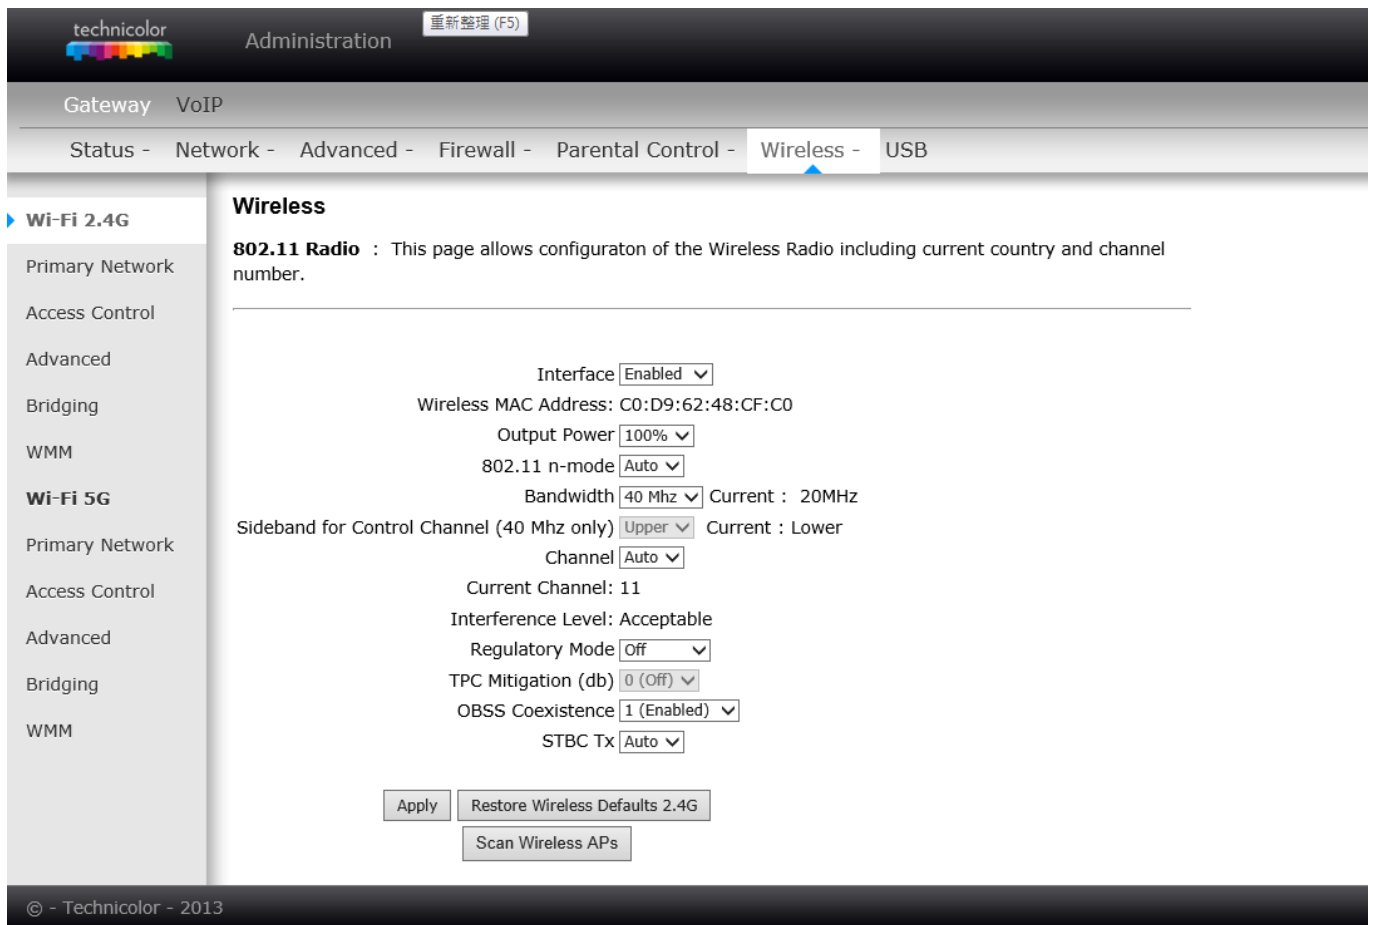 technicolor
Administration
重新整理 (F5)
Gateway VoIP
Status - Network - Advanced - Firewall - Parental Control - Wireless - USB
Wi-Fi 2.4G
Primary Network
Access Control
Advanced
Bridging
WMM
Wi-Fi 5G
Primary Network
Access Control
Advanced
Bridging
WMM
Wireless
802.11 Radio : This page allows configuraton of the Wireless Radio including current country and channel
number.
Interface Enabled
Wireless MAC Address: C0:D9:62:48:CF:C0
Output Power 100%
802.11 n-mode Auto
Bandwidth 40 Mhz Current : 20MHz
Sideband for Control Channel (40 Mhz only) Upper Current : Lower
Channel Auto
Current Channel: 11
Interference Level: Acceptable
Regulatory Mode Off
TPC Mitigation (db) 0 (Off)
OBSS Coexistence 1 (Enabled)
STBC Tx Auto
Apply Restore Wireless Defaults 2.4G
Scan Wireless APs
© - Technicolor - 2013